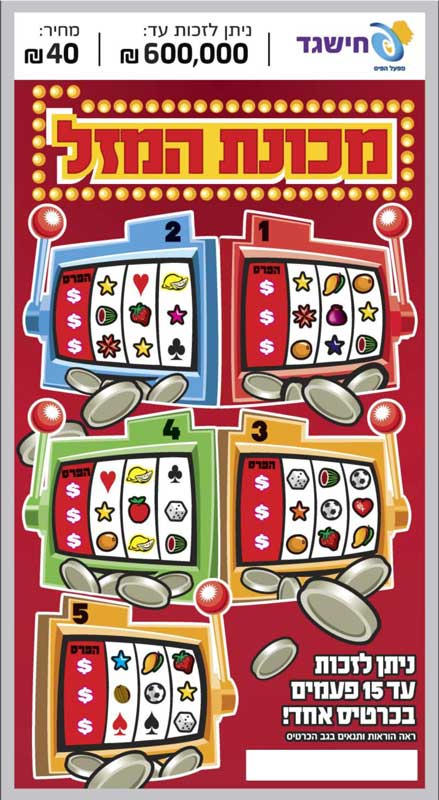 חישגד
מפעל הפיס
ניתן לזכות עד:
600,000 ₪
מחיר:
40 ₪
מכונת המזל
1
הפרס
$
$
$
2
הפרס
$
$
$
3
הפרס
$
$
$
4
הפרס
$
$
$
5
הפרס
$
$
$
ניתן לזכות
עד 15 פעמים
בכרטיס אחד!
ראה הוראות ותנאים בגב הכרטיס